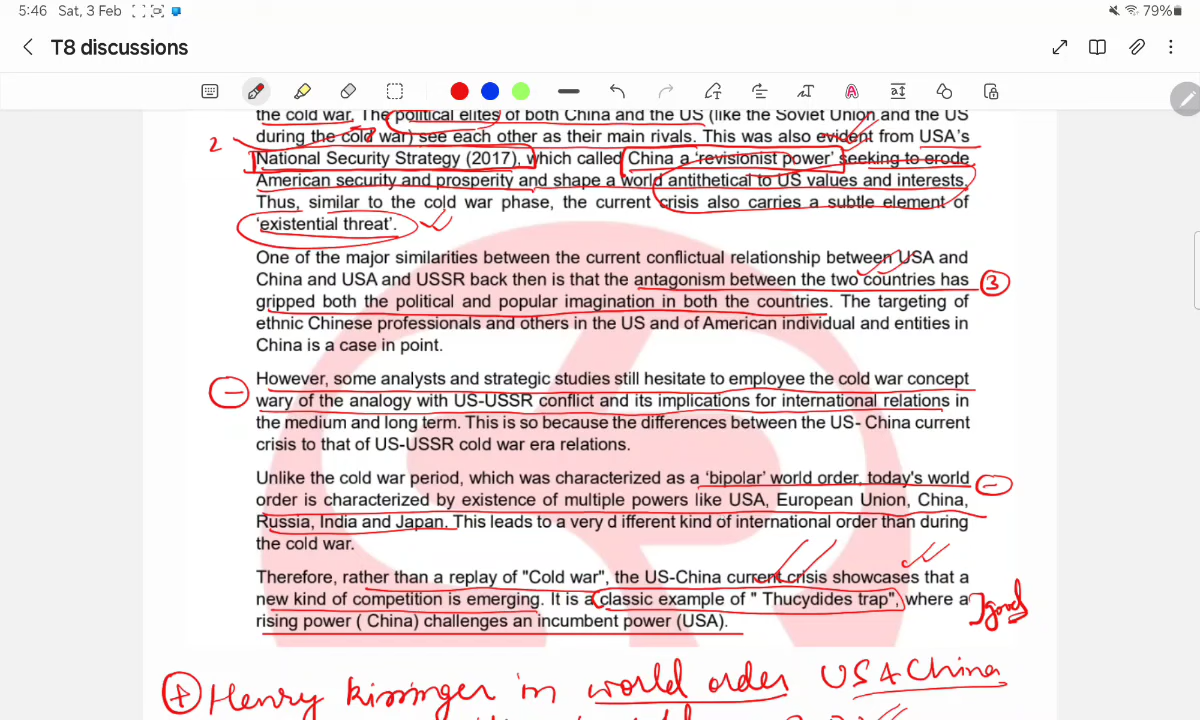 5:46 Sat, 3 Feb 79%
T8 discussions
the cold war. The political elites of both China and the US (like the Soviet Union and the US
2 during the cold war) see each other as their main rivals. This was also evident from USA's
National Security Strategy (2017), which called China a 'revisionist power' seeking to erode
American security and prosperity and shape a world antithetical to US values and interests.
Thus, similar to the cold war phase, the current crisis also carries a subtle element of
'existential threat'.
One of the major similarities between the current conflictual relationship between USA and
China and USA and USSR back then is that the antagonism between the two countries has 3
gripped both the political and popular imagination in both the countries. The targeting of
ethnic Chinese professionals and others in the US and of American individual and entities in
China is a case in point.
However, some analysts and strategic studies still hesitate to employee the cold war concept
wary of the analogy with US-USSR conflict and its implications for international relations in
the medium and long term. This is so because the differences between the US- China current
crisis to that of US-USSR cold war era relations.
Unlike the cold war period, which was characterized as a 'bipolar' world order, today's world
order is characterized by existence of multiple powers like USA, European Union, China,
Russia, India and Japan. This leads to a very d ifferent kind of international order than during
the cold war.
Therefore, rather than a replay of "Cold war", the US-China current crisis showcases that a
new kind of competition is emerging. It is a classic example of " Thucydides trap", where a good
rising power ( China) challenges an incumbent power (USA).
+ Henry kissinger in world order USA China